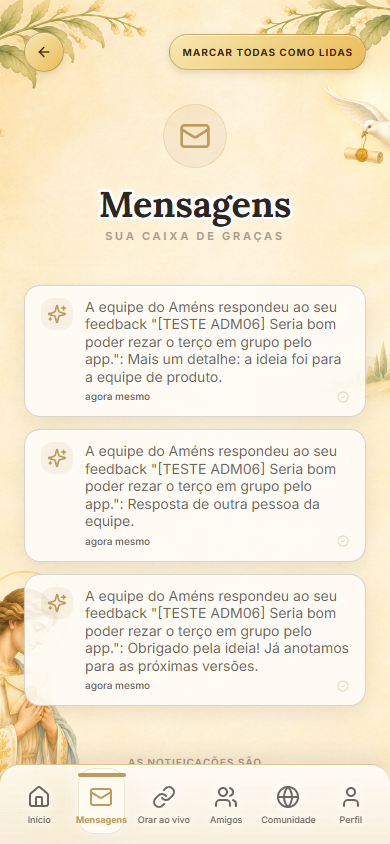 MARCAR TODAS COMO LIDAS
Mensagens
SUA CAIXA DE GRAÇAS
A equipe do Améns respondeu ao seu
feedback "[TESTE ADM06] Seria bom
poder rezar o terço em grupo pelo
app.": Mais um detalhe: a ideia foi para
a equipe de produto.
agora mesmo
A equipe do Améns respondeu ao seu
feedback "[TESTE ADM06] Seria bom
poder rezar o terço em grupo pelo
app.": Resposta de outra pessoa da
equipe.
agora mesmo
A equipe do Améns respondeu ao seu
feedback "[TESTE ADM06] Seria bom
poder rezar o terço em grupo pelo
app.": Obrigado pela ideia! Já anotamos
para as próximas versões.
agora mesmo
AS NOTIFICAÇÕES SÃO
Início
Mensagens
Orar ao vivo
Amigos
Comunidade
Perfil